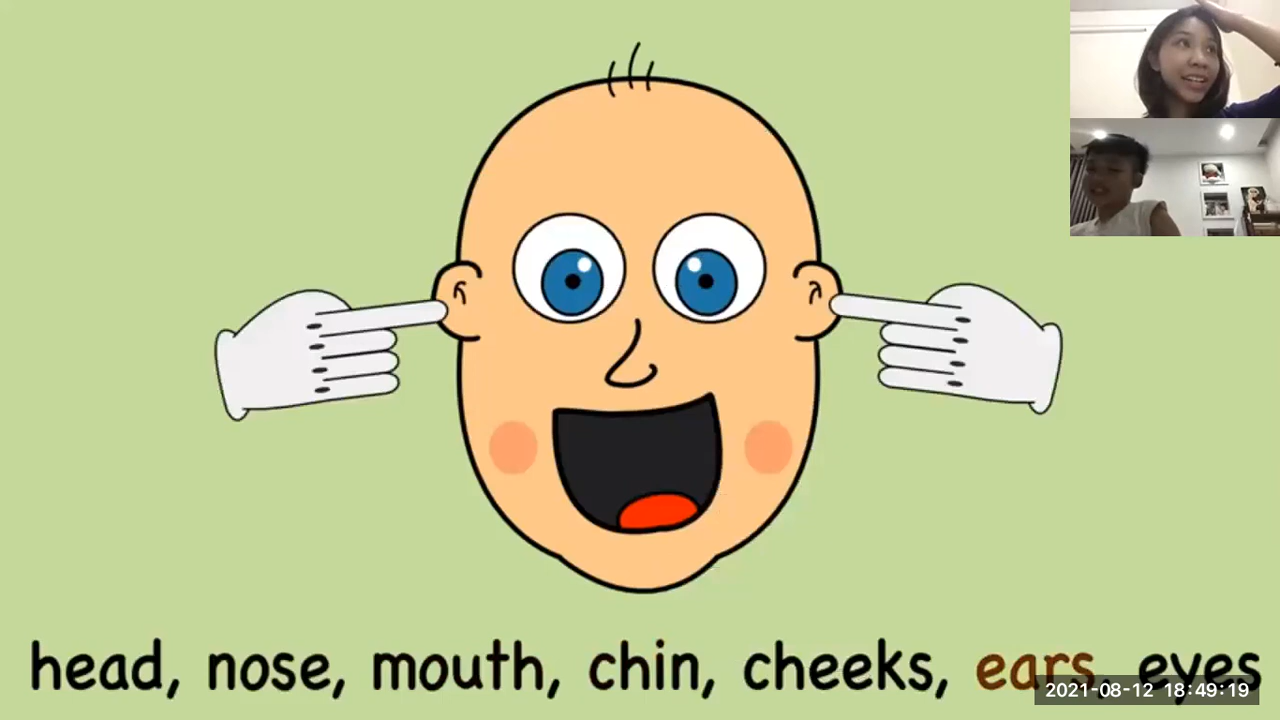 head, nose, mouth, chin, cheeks, ears, eyes
2021-08-12 18:49:19